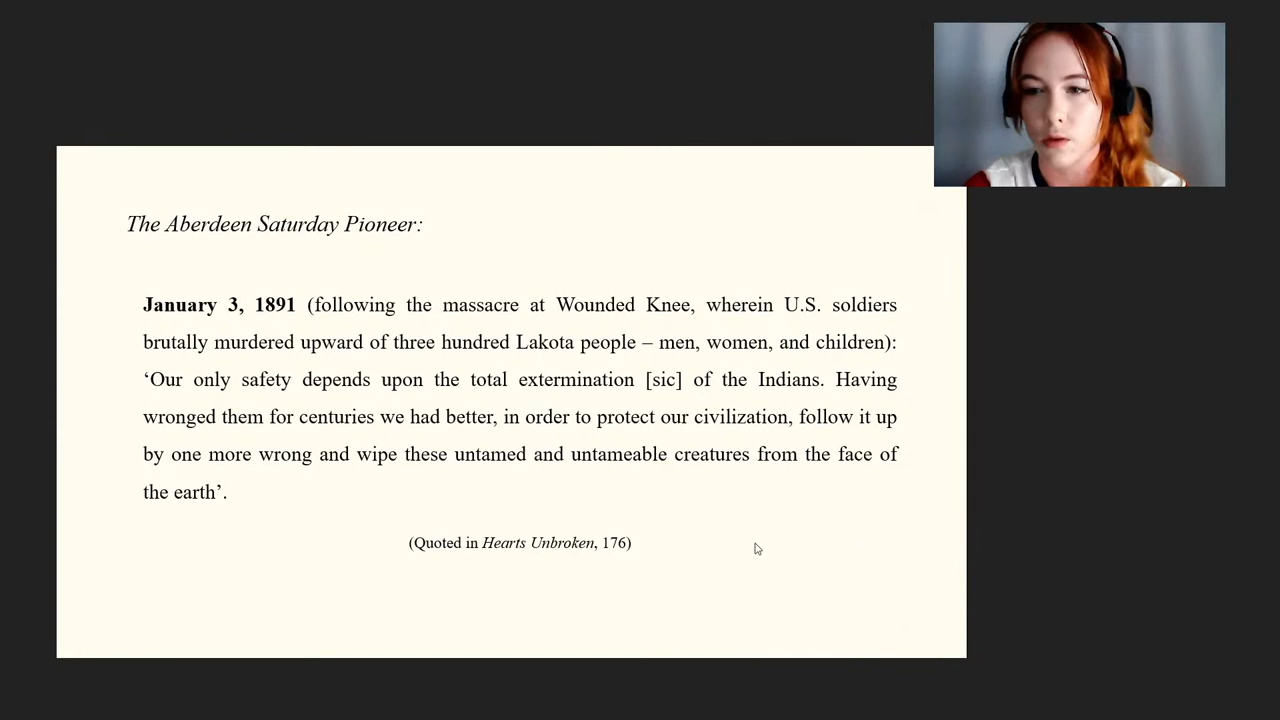 The Aberdeen Saturday Pioneer:
January 3, 1891 (following the massacre at Wounded Knee, wherein U.S. soldiers
brutally murdered upward of three hundred Lakota people – men, women, and children):
‘Our only safety depends upon the total extermination [sic] of the Indians. Having
wronged them for centuries we had better, in order to protect our civilization, follow it up
by one more wrong and wipe these untamed and untameable creatures from the face of
the earth’.
(Quoted in Hearts Unbroken, 176)